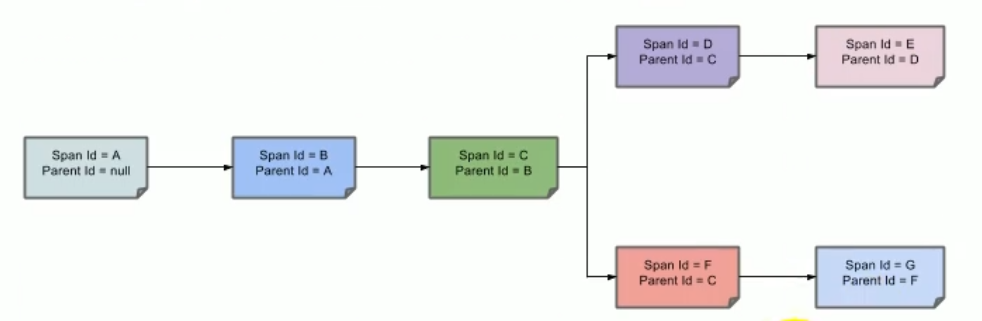 Span Id = D
Parent Id = C
Span Id = E
Parent Id = D
Span Id = A
Parent Id = null
Span Id = B
Parent Id = A
Span Id = C
Parent Id = B
Span Id = F
Parent Id = C
Span Id = G
Parent Id = F